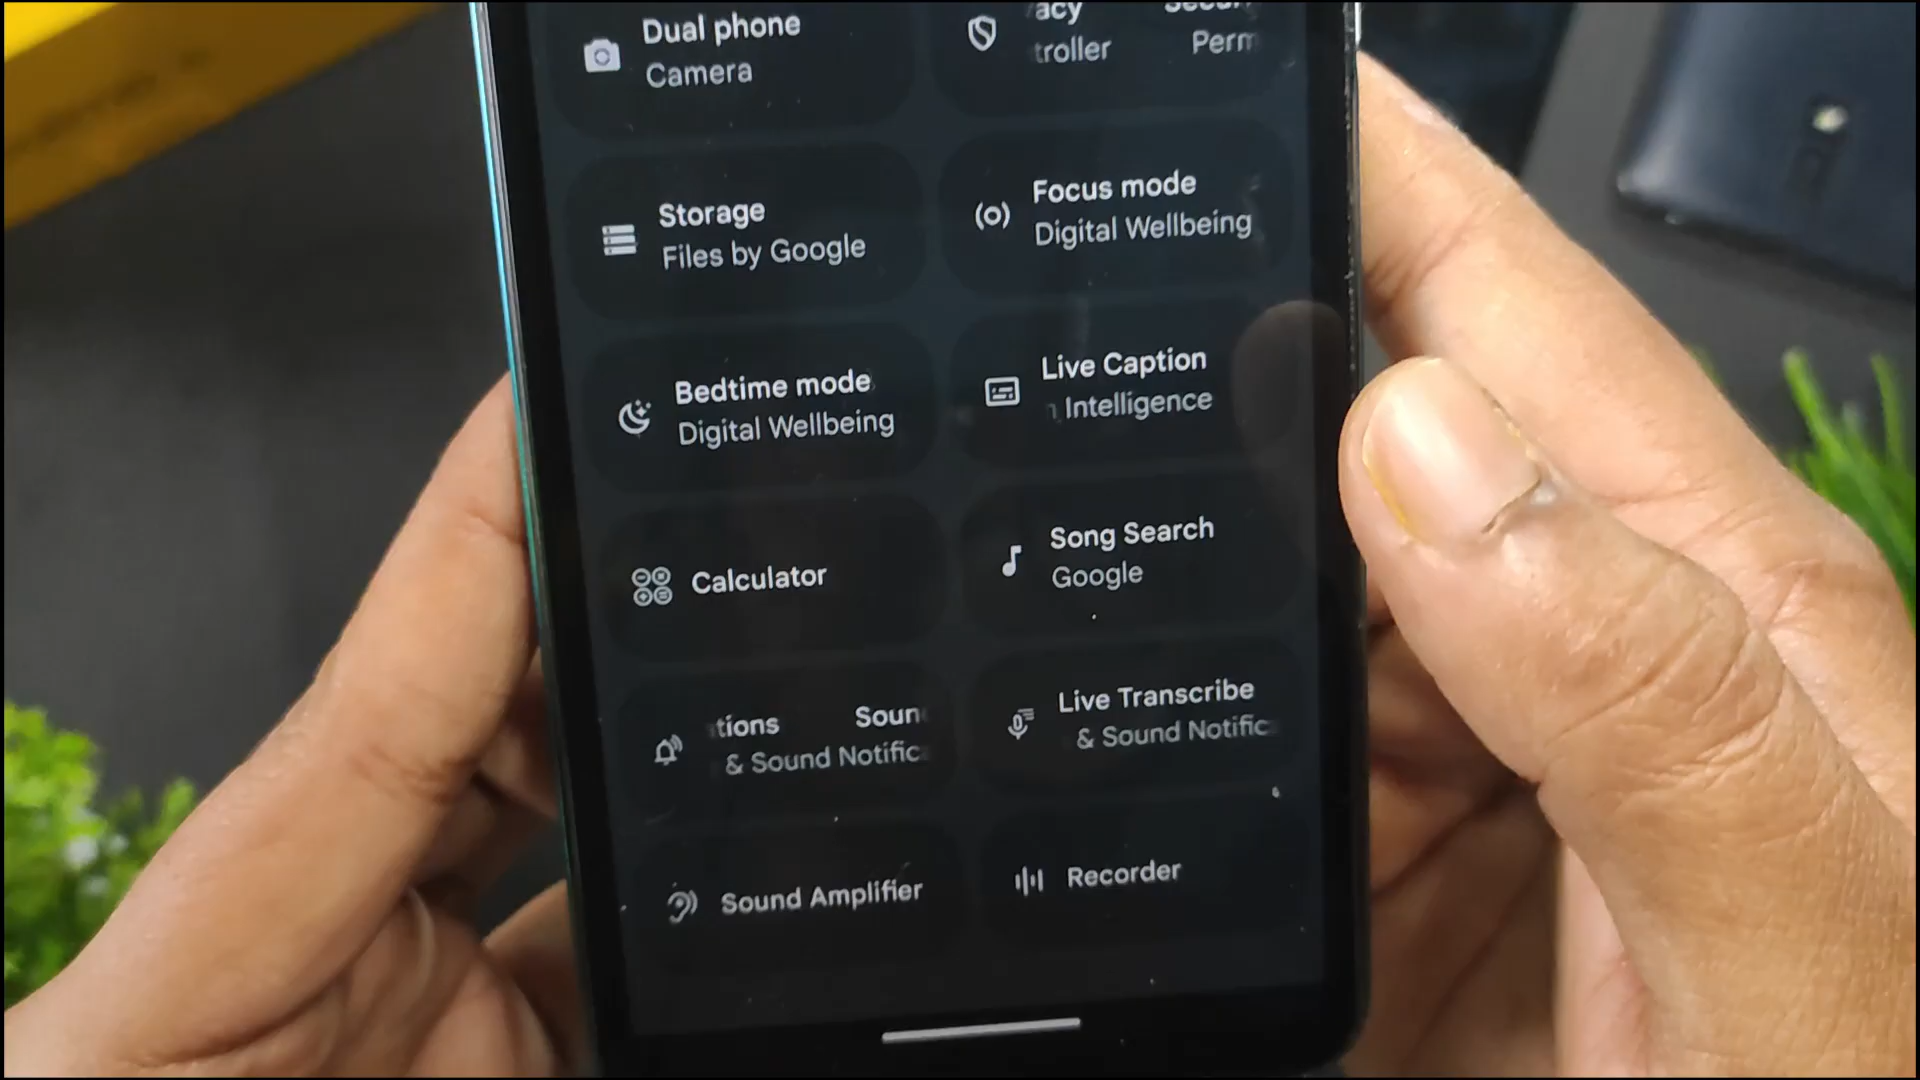 Dual phone
Camera
acy
troller Perm
Storage
Files by Google
Focus mode
Digital Wellbeing
Bedtime mode
Digital Wellbeing
Live Caption
Intelligence
Calculator
Song Search
Google
tions Soun
& Sound Notific
Live Transcribe
& Sound Notific
Sound Amplifier
Recorder